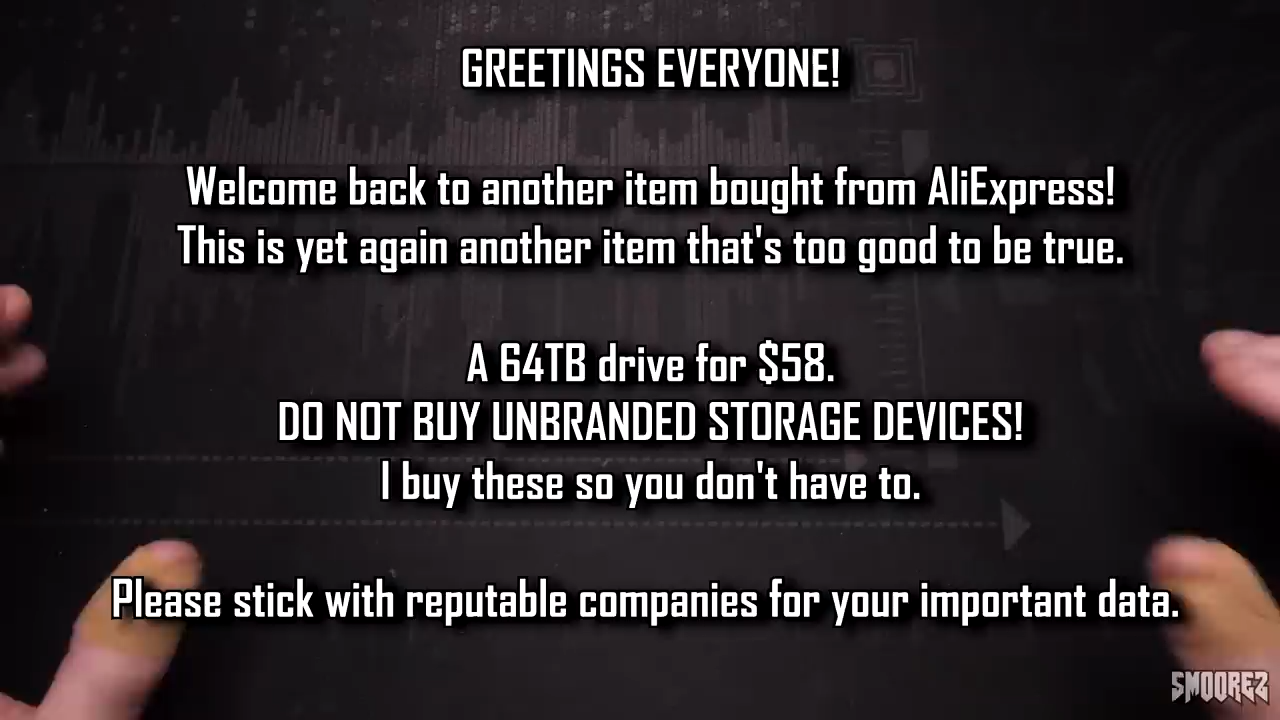 GREETINGS EVERYONE!
Welcome back to another item bought from AliExpress!
This is yet again another item that's too good to be true.
A 64TB drive for $58.
DO NOT BUY UNBRANDED STORAGE DEVICES!
I buy these so you don't have to.
Please stick with reputable companies for your important data.
SMOOREZ